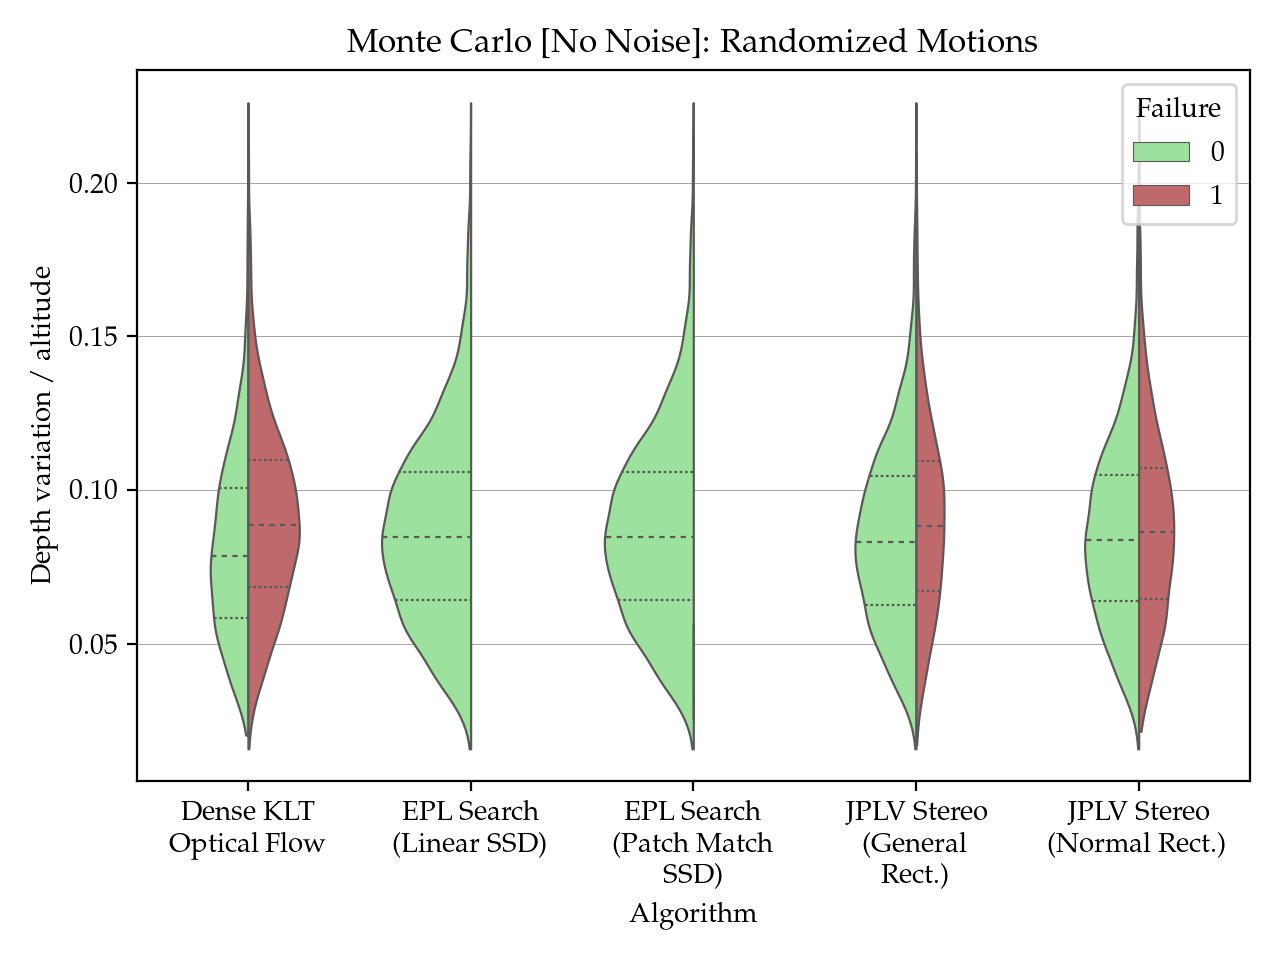 Monte Carlo [No Noise]: Randomized Motions
Failure
0
1
0.20
0.15
0.10
0.05
Depth variation / altitude
Dense KLT
Optical Flow
EPL Search
(Linear SSD)
EPL Search
(Patch Match
SSD)
JPLV Stereo
(General
Rect.)
JPLV Stereo
(Normal Rect.)
Algorithm